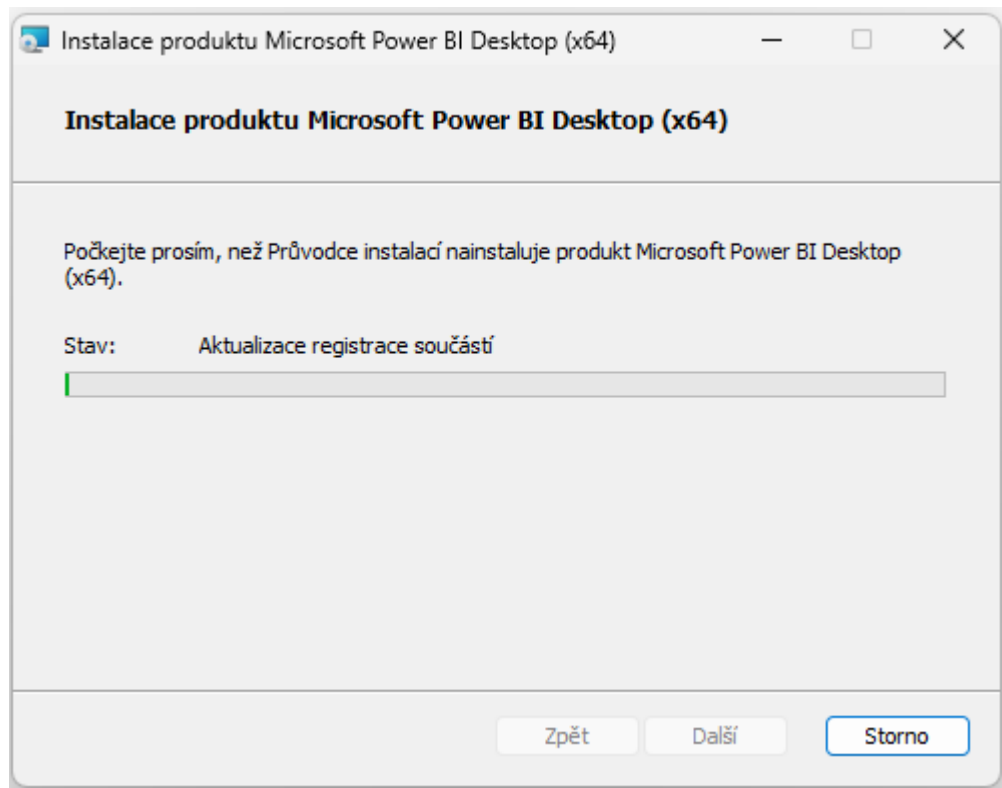 Instalace produktu Microsoft Power BI Desktop (x64)
Instalace produktu Microsoft Power BI Desktop (x64)
Počkejte prosím, než Průvodce instalací nainstaluje produkt Microsoft Power BI Desktop
(x64).
Stav: Aktualizace registrace součástí
Zpět Další Storno